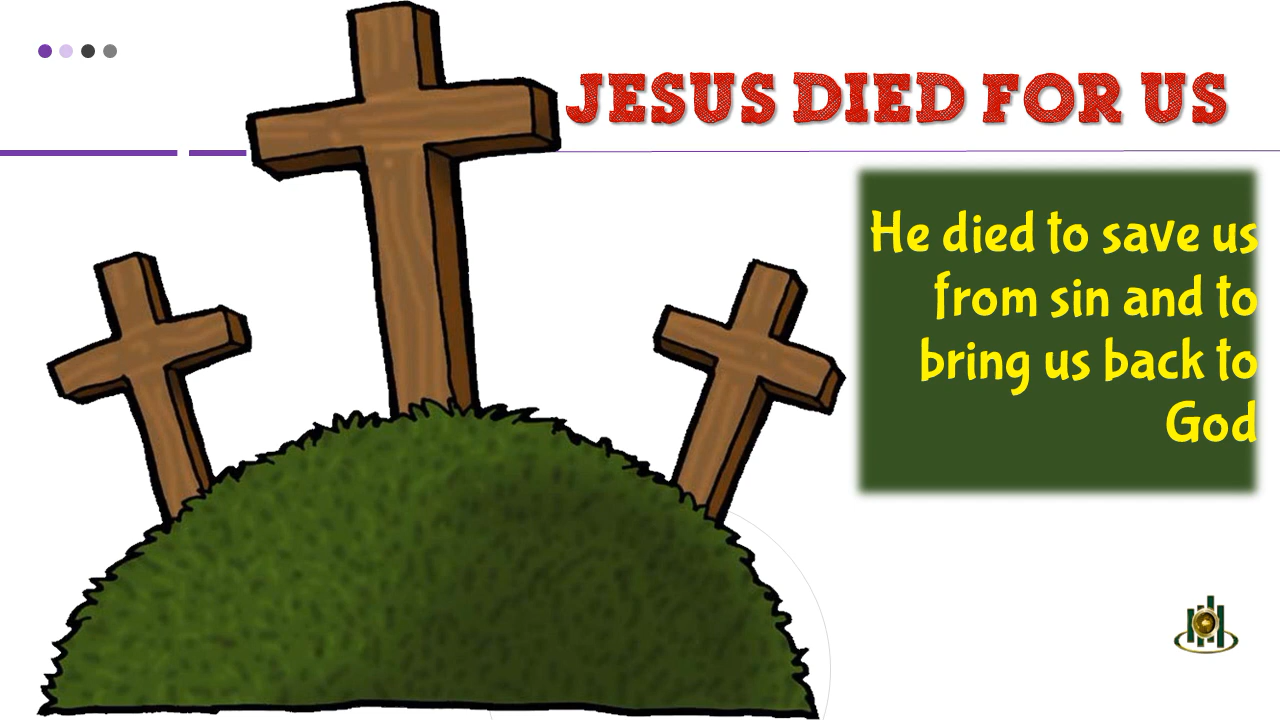 JESUS DIED FOR US
He died to save us
from sin and to
bring us back to
God